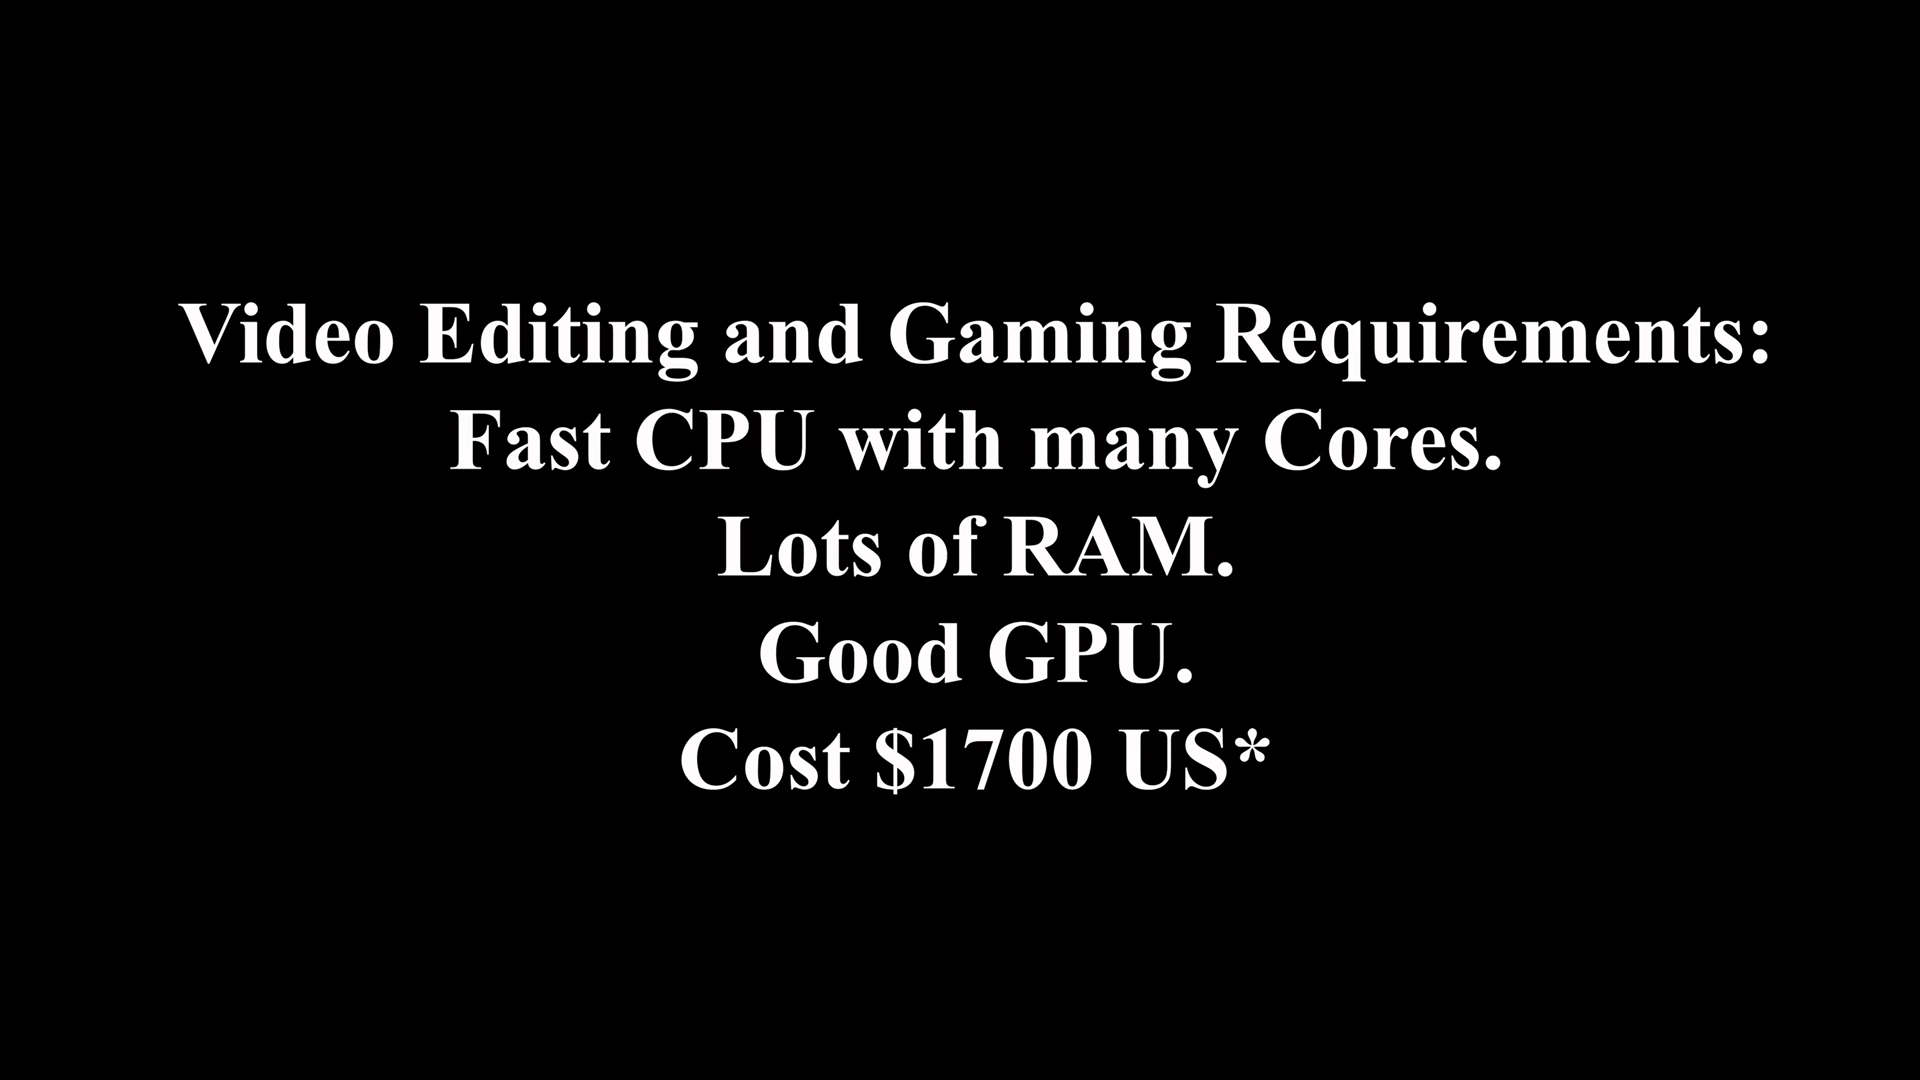 Video Editing and Gaming Requirements:
Fast CPU with many Cores.
Lots of RAM.
Good GPU.
Cost $1700 US*